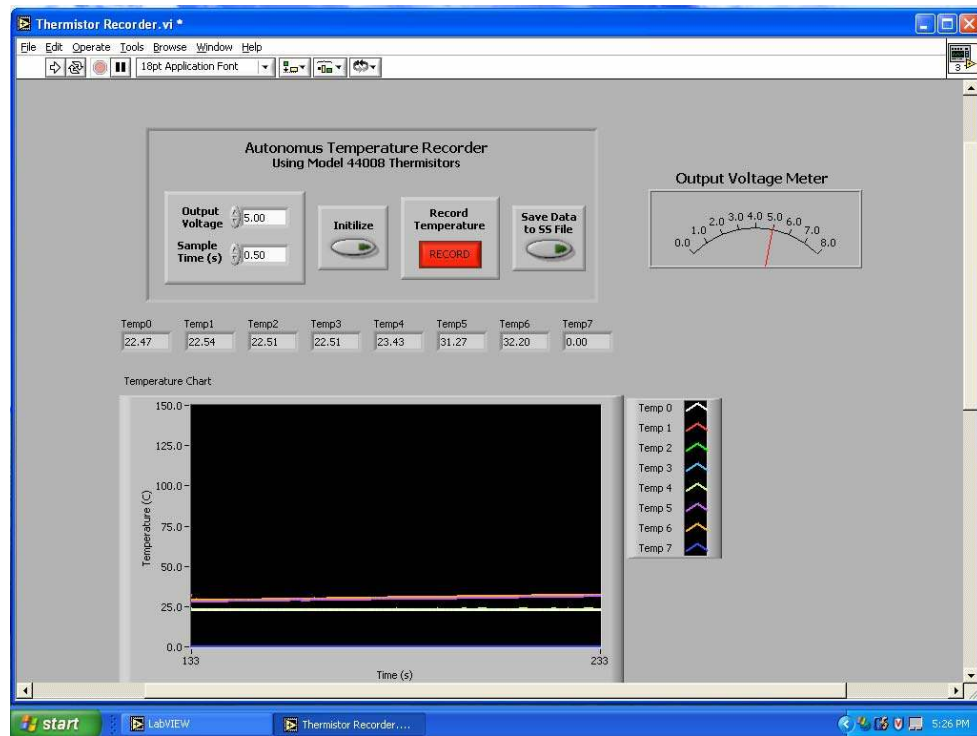 Thermistor Recorder.vi *
File Edit Operate Tools Browse Window Help
18pt Application Font
3
Autonomus Temperature Recorder
Using Model 44008 Thermisitors
Output Voltage 5.00
Sample Time (s) 0.50
Initilize
Record Temperature
RECORD
Save Data to SS File
Output Voltage Meter
0.0 1.0 2.0 3.0 4.0 5.0 6.0 7.0 8.0
Temp0 Temp1 Temp2 Temp3 Temp4 Temp5 Temp6 Temp7
22.47 22.54 22.51 22.51 23.43 31.27 32.20 0.00
Temperature Chart
150.0
125.0
100.0
75.0
50.0
25.0
0.0
Temperature (C)
133 233
Time (s)
Temp 0
Temp 1
Temp 2
Temp 3
Temp 4
Temp 5
Temp 6
Temp 7
start LabVIEW Thermistor Recorder.... 5:26 PM